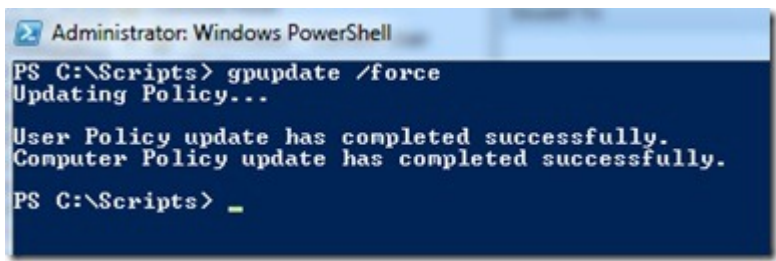 Administrator: Windows PowerShell
PS C:\Scripts> gpupdate /force
Updating Policy...
User Policy update has completed successfully.
Computer Policy update has completed successfully.
PS C:\Scripts> _